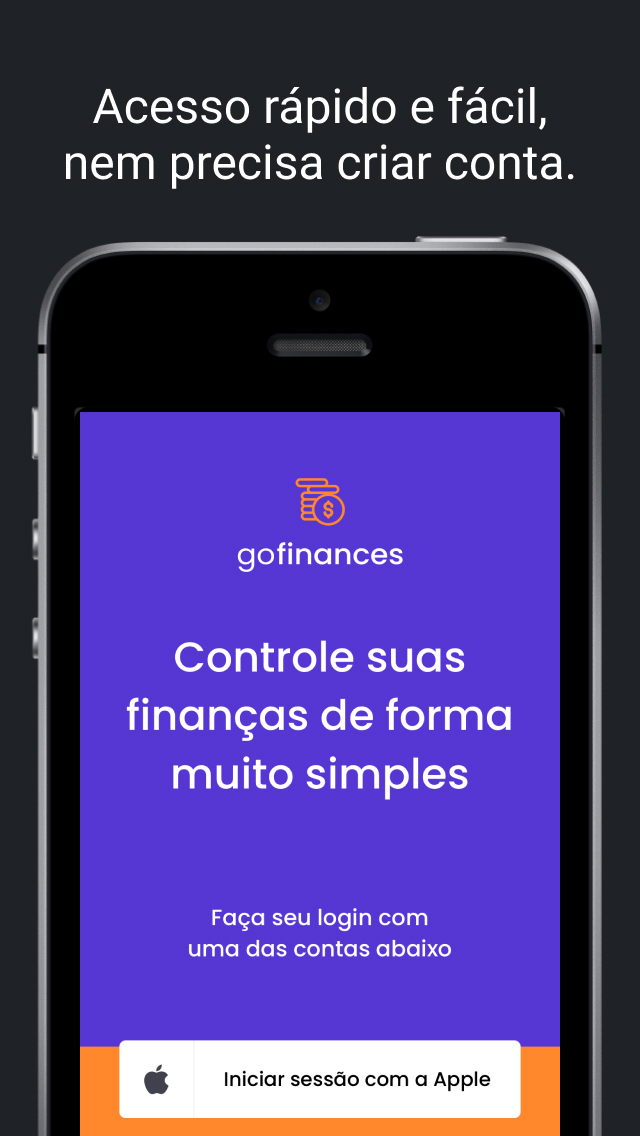 Acesso rápido e fácil,
nem precisa criar conta.
gofinances
Controle suas
finanças de forma
muito simples
Faça seu login com
uma das contas abaixo
Iniciar sessão com a Apple